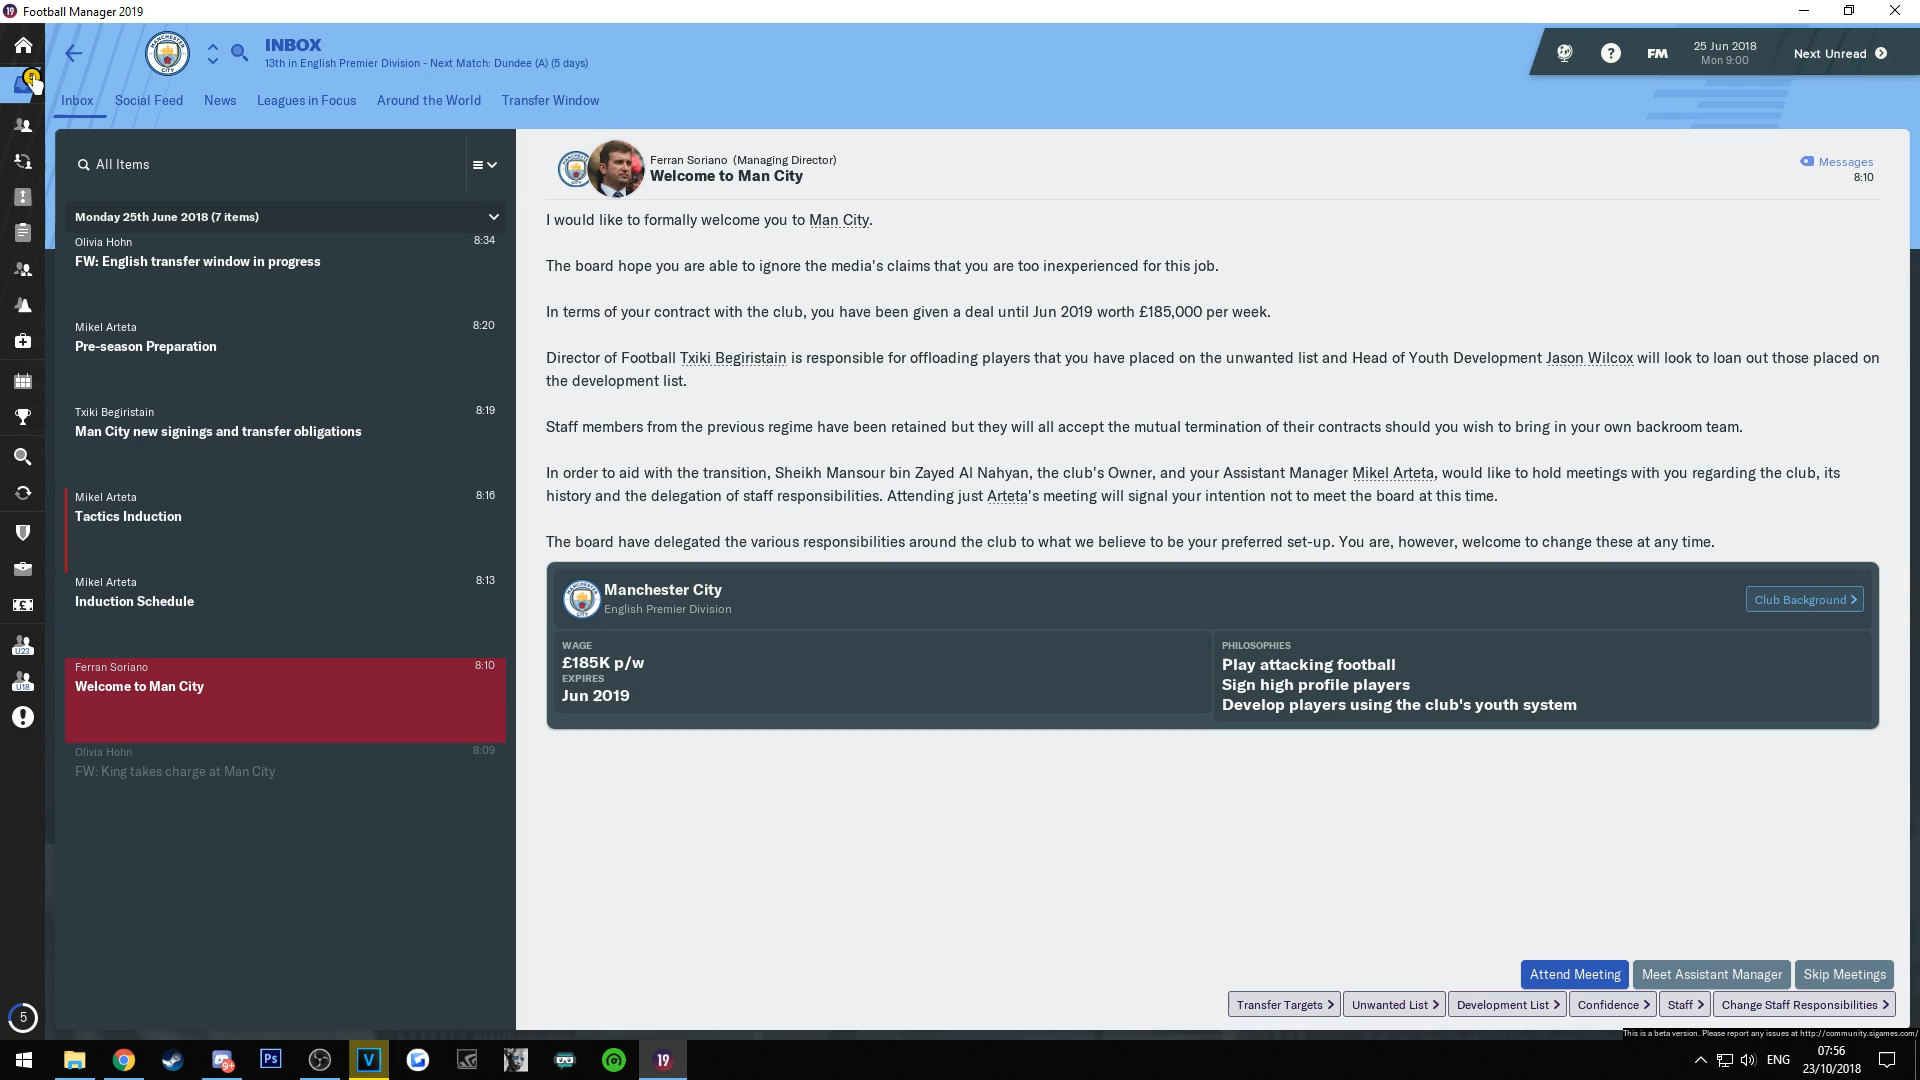 Football Manager 2019
INBOX
13th in English Premier Division - Next Match: Dundee (A) (5 days)
FM
25 Jun 2018
Mon 9:00
Next Unread
Inbox
Social Feed
News
Leagues in Focus
Around the World
Transfer Window
All Items
Monday 25th June 2018 (7 items)
Olivia Hohn
8:34
FW: English transfer window in progress
Mikel Arteta
8:20
Pre-season Preparation
Txiki Begiristain
8:19
Man City new signings and transfer obligations
Mikel Arteta
8:16
Tactics Induction
Mikel Arteta
8:13
Induction Schedule
Ferran Soriano
8:10
Welcome to Man City
Olivia Hohn
8:09
FW: King takes charge at Man City
U23
U18
5
Ferran Soriano (Managing Director)
Welcome to Man City
Messages
8:10
I would like to formally welcome you to Man City.
The board hope you are able to ignore the media's claims that you are too inexperienced for this job.
In terms of your contract with the club, you have been given a deal until Jun 2019 worth £185,000 per week.
Director of Football Txiki Begiristain is responsible for offloading players that you have placed on the unwanted list and Head of Youth Development Jason Wilcox will look to loan out those placed on
the development list.
Staff members from the previous regime have been retained but they will all accept the mutual termination of their contracts should you wish to bring in your own backroom team.
In order to aid with the transition, Sheikh Mansour bin Zayed Al Nahyan, the club's Owner, and your Assistant Manager Mikel Arteta, would like to hold meetings with you regarding the club, its
history and the delegation of staff responsibilities. Attending just Arteta's meeting will signal your intention not to meet the board at this time.
The board have delegated the various responsibilities around the club to what we believe to be your preferred set-up. You are, however, welcome to change these at any time.
Manchester City
English Premier Division
Club Background
WAGE
£185K p/w
EXPIRES
Jun 2019
PHILOSOPHIES
Play attacking football
Sign high profile players
Develop players using the club's youth system
Attend Meeting
Meet Assistant Manager
Skip Meetings
Transfer Targets
Unwanted List
Development List
Confidence
Staff
Change Staff Responsibilities
This is a beta version. Please report any issues at http://community.sigames.com/
9+
Ps
V
19
ENG
07:56
23/10/2018